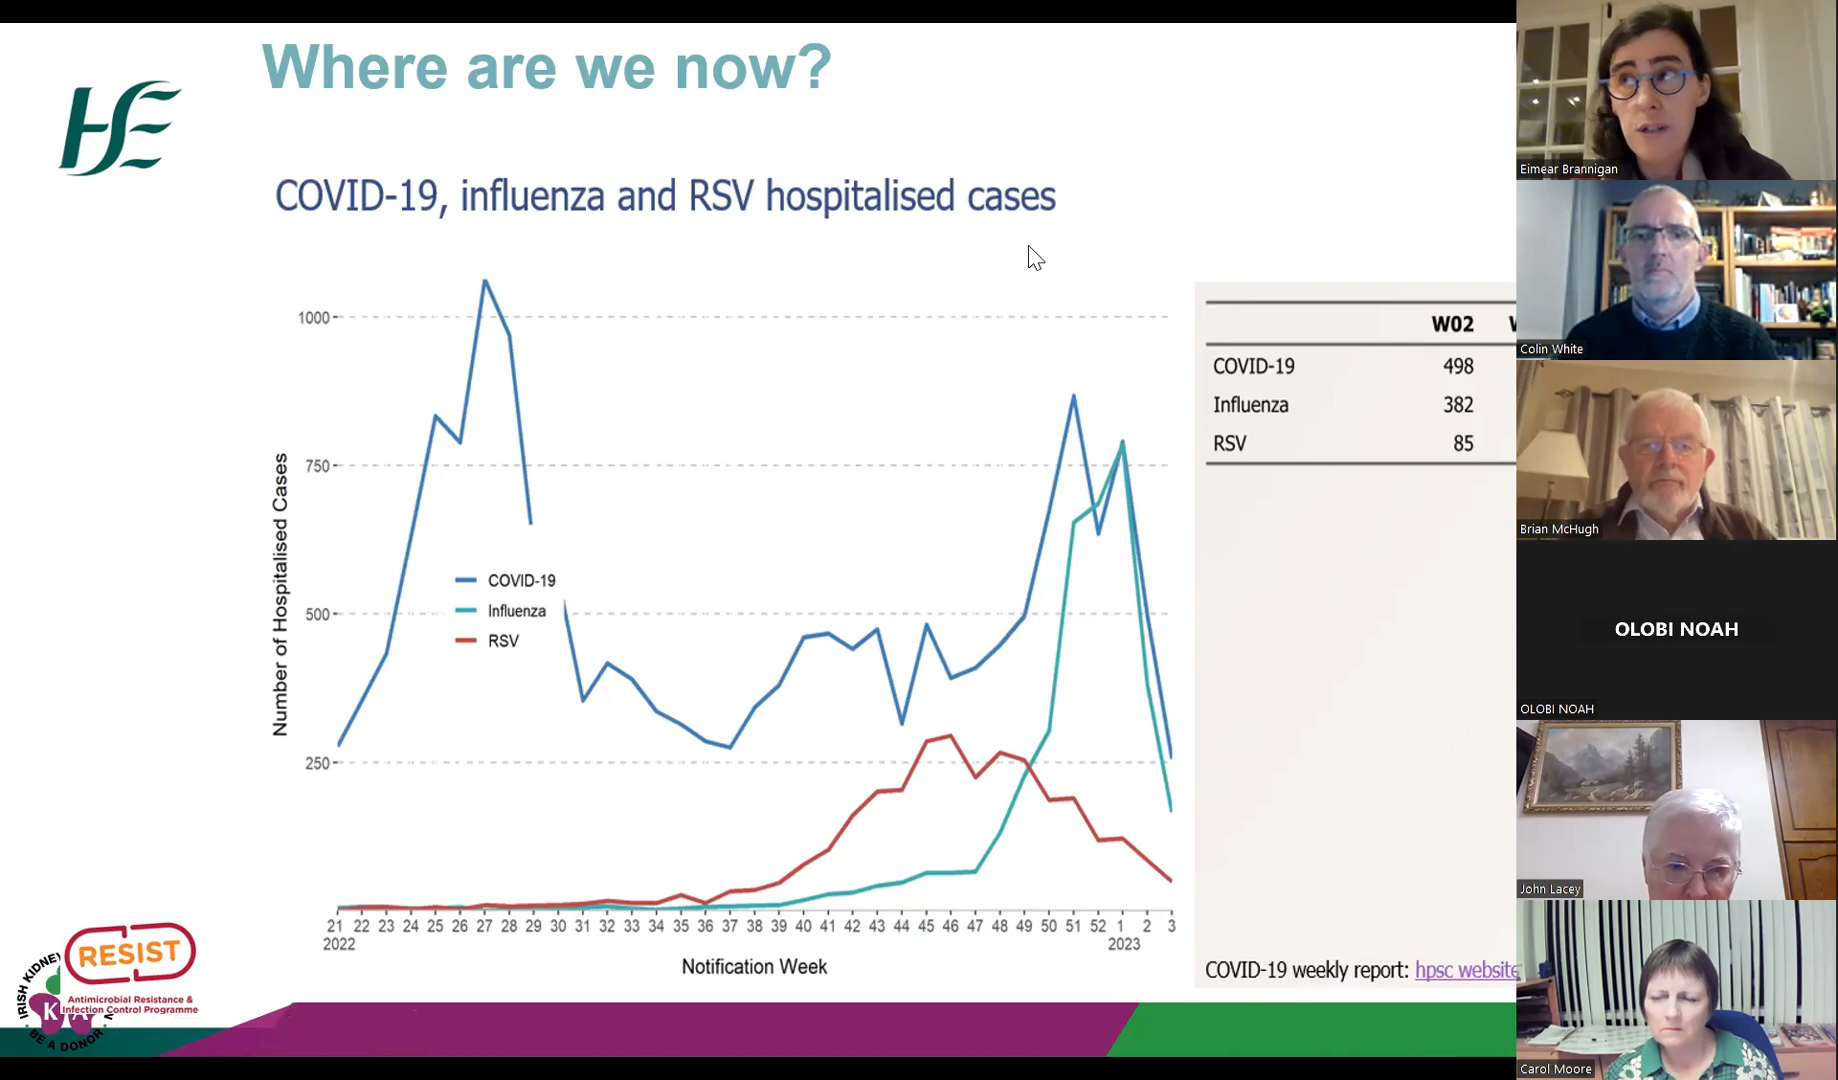 Where are we now?
HSE
COVID-19, influenza and RSV hospitalised cases
Number of Hospitalised Cases
1000
750
500
250
COVID-19
Influenza
RSV
21 22 23 24 25 26 27 28 29 30 31 32 33 34 35 36 37 38 39 40 41 42 43 44 45 46 47 48 49 50 51 52 1 2 3
2022 2023
Notification Week
W02
COVID-19 498
Influenza 382
RSV 85
COVID-19 weekly report: hpsc website
RESIST
Antimicrobial Resistance &
Infection Control Programme
IRISH KIDNEY
BE A DONOR
Eimear Brannigan
Colin White
Brian McHugh
OLOBI NOAH
OLOBI NOAH
John Lacey
Carol Moore